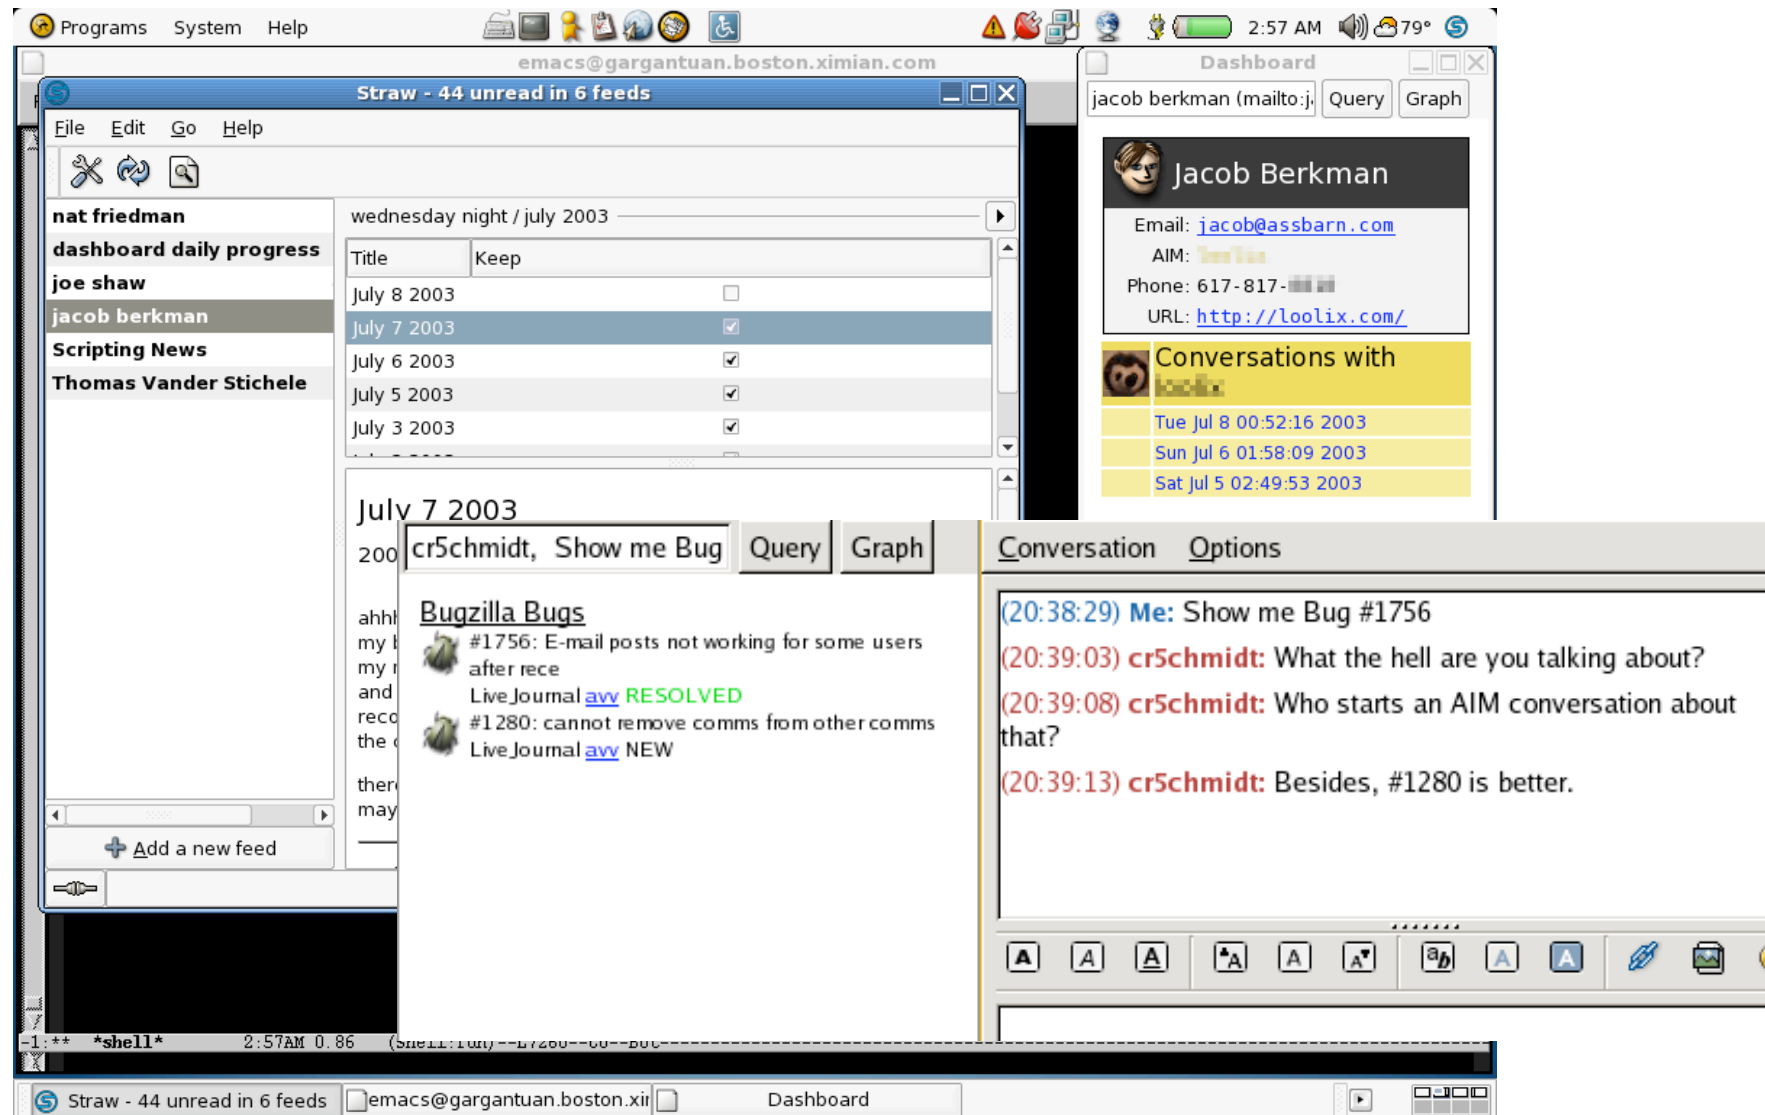 Programs System Help
2:57 AM
79°
emacs@gargantuan.boston.ximian.com
Straw - 44 unread in 6 feeds
File Edit Go Help
nat friedman
dashboard daily progress
joe shaw
jacob berkman
Scripting News
Thomas Vander Stichele
Add a new feed
wednesday night / july 2003
Title Keep
July 8 2003
July 7 2003
July 6 2003
July 5 2003
July 3 2003
July 7 2003
ahhh
my
my
and
the
may
Dashboard
jacob berkman (mailto:j
Query Graph
Jacob Berkman
Email: jacob@assbarn.com
AIM:
Phone: 617-817-
URL: http://loolix.com/
Conversations with
Tue Jul 8 00:52:16 2003
Sun Jul 6 01:58:09 2003
Sat Jul 5 02:49:53 2003
cr5chmidt, Show me Bug Query Graph
Bugzilla Bugs
#1756: E-mail posts not working for some users
after rece
LiveJournal avv RESOLVED
#1280: cannot remove comms from other comms
LiveJournal avv NEW
Conversation Options
(20:38:29) Me: Show me Bug #1756
(20:39:03) cr5chmidt: What the hell are you talking about?
(20:39:08) cr5chmidt: Who starts an AIM conversation about
that?
(20:39:13) cr5chmidt: Besides, #1280 is better.
-1:** *shell* 2:57AM 0.86
Straw - 44 unread in 6 feeds
emacs@gargantuan.boston.xir
Dashboard